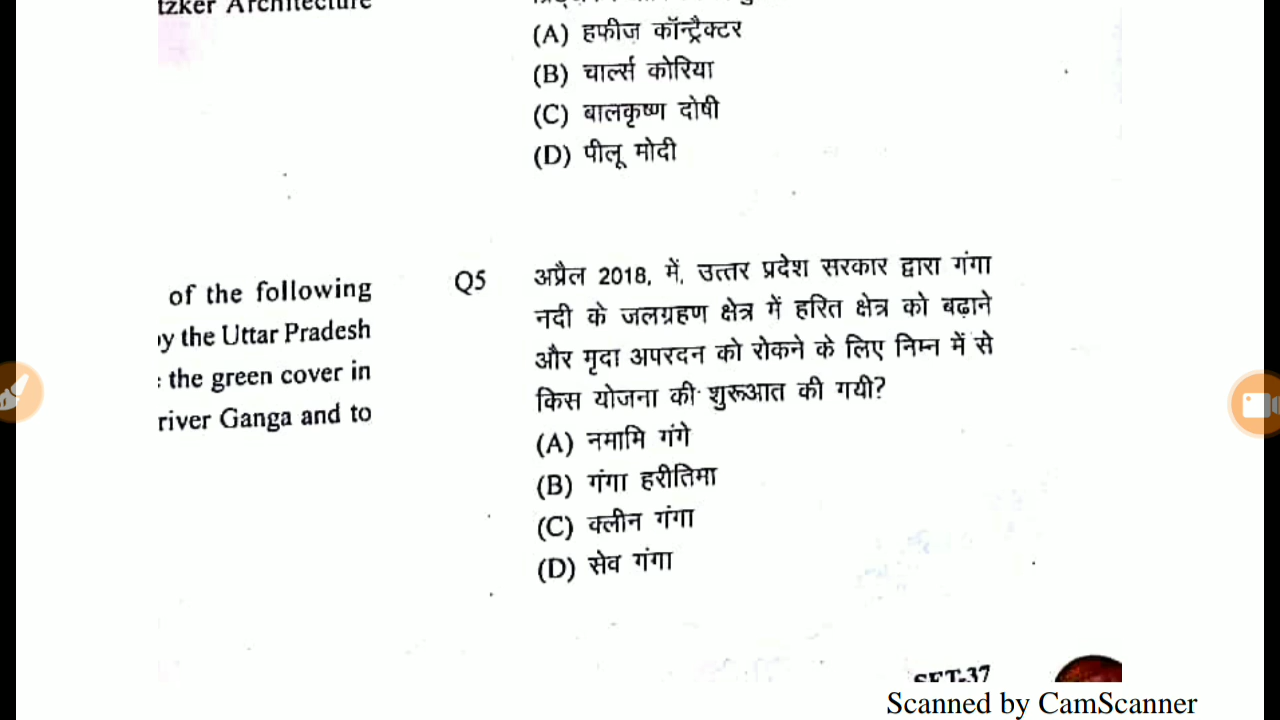 tzker Architecture
(A) हफीज़ कॉन्ट्रैक्टर
(B) चार्ल्स कोरिया
(C) बालकृष्ण दोषी
(D) पीलू मोदी
of the following
y the Uttar Pradesh
: the green cover in
river Ganga and to
Q5 अप्रैल 2018, में, उत्तर प्रदेश सरकार द्वारा गंगा
नदी के जलग्रहण क्षेत्र में हरित क्षेत्र को बढ़ाने
और मृदा अपरदन को रोकने के लिए निम्न में से
किस योजना की शुरूआत की गयी?
(A) नमामि गंगे
(B) गंगा हरीतिमा
(C) क्लीन गंगा
(D) सेव गंगा
SET-37
Scanned by CamScanner